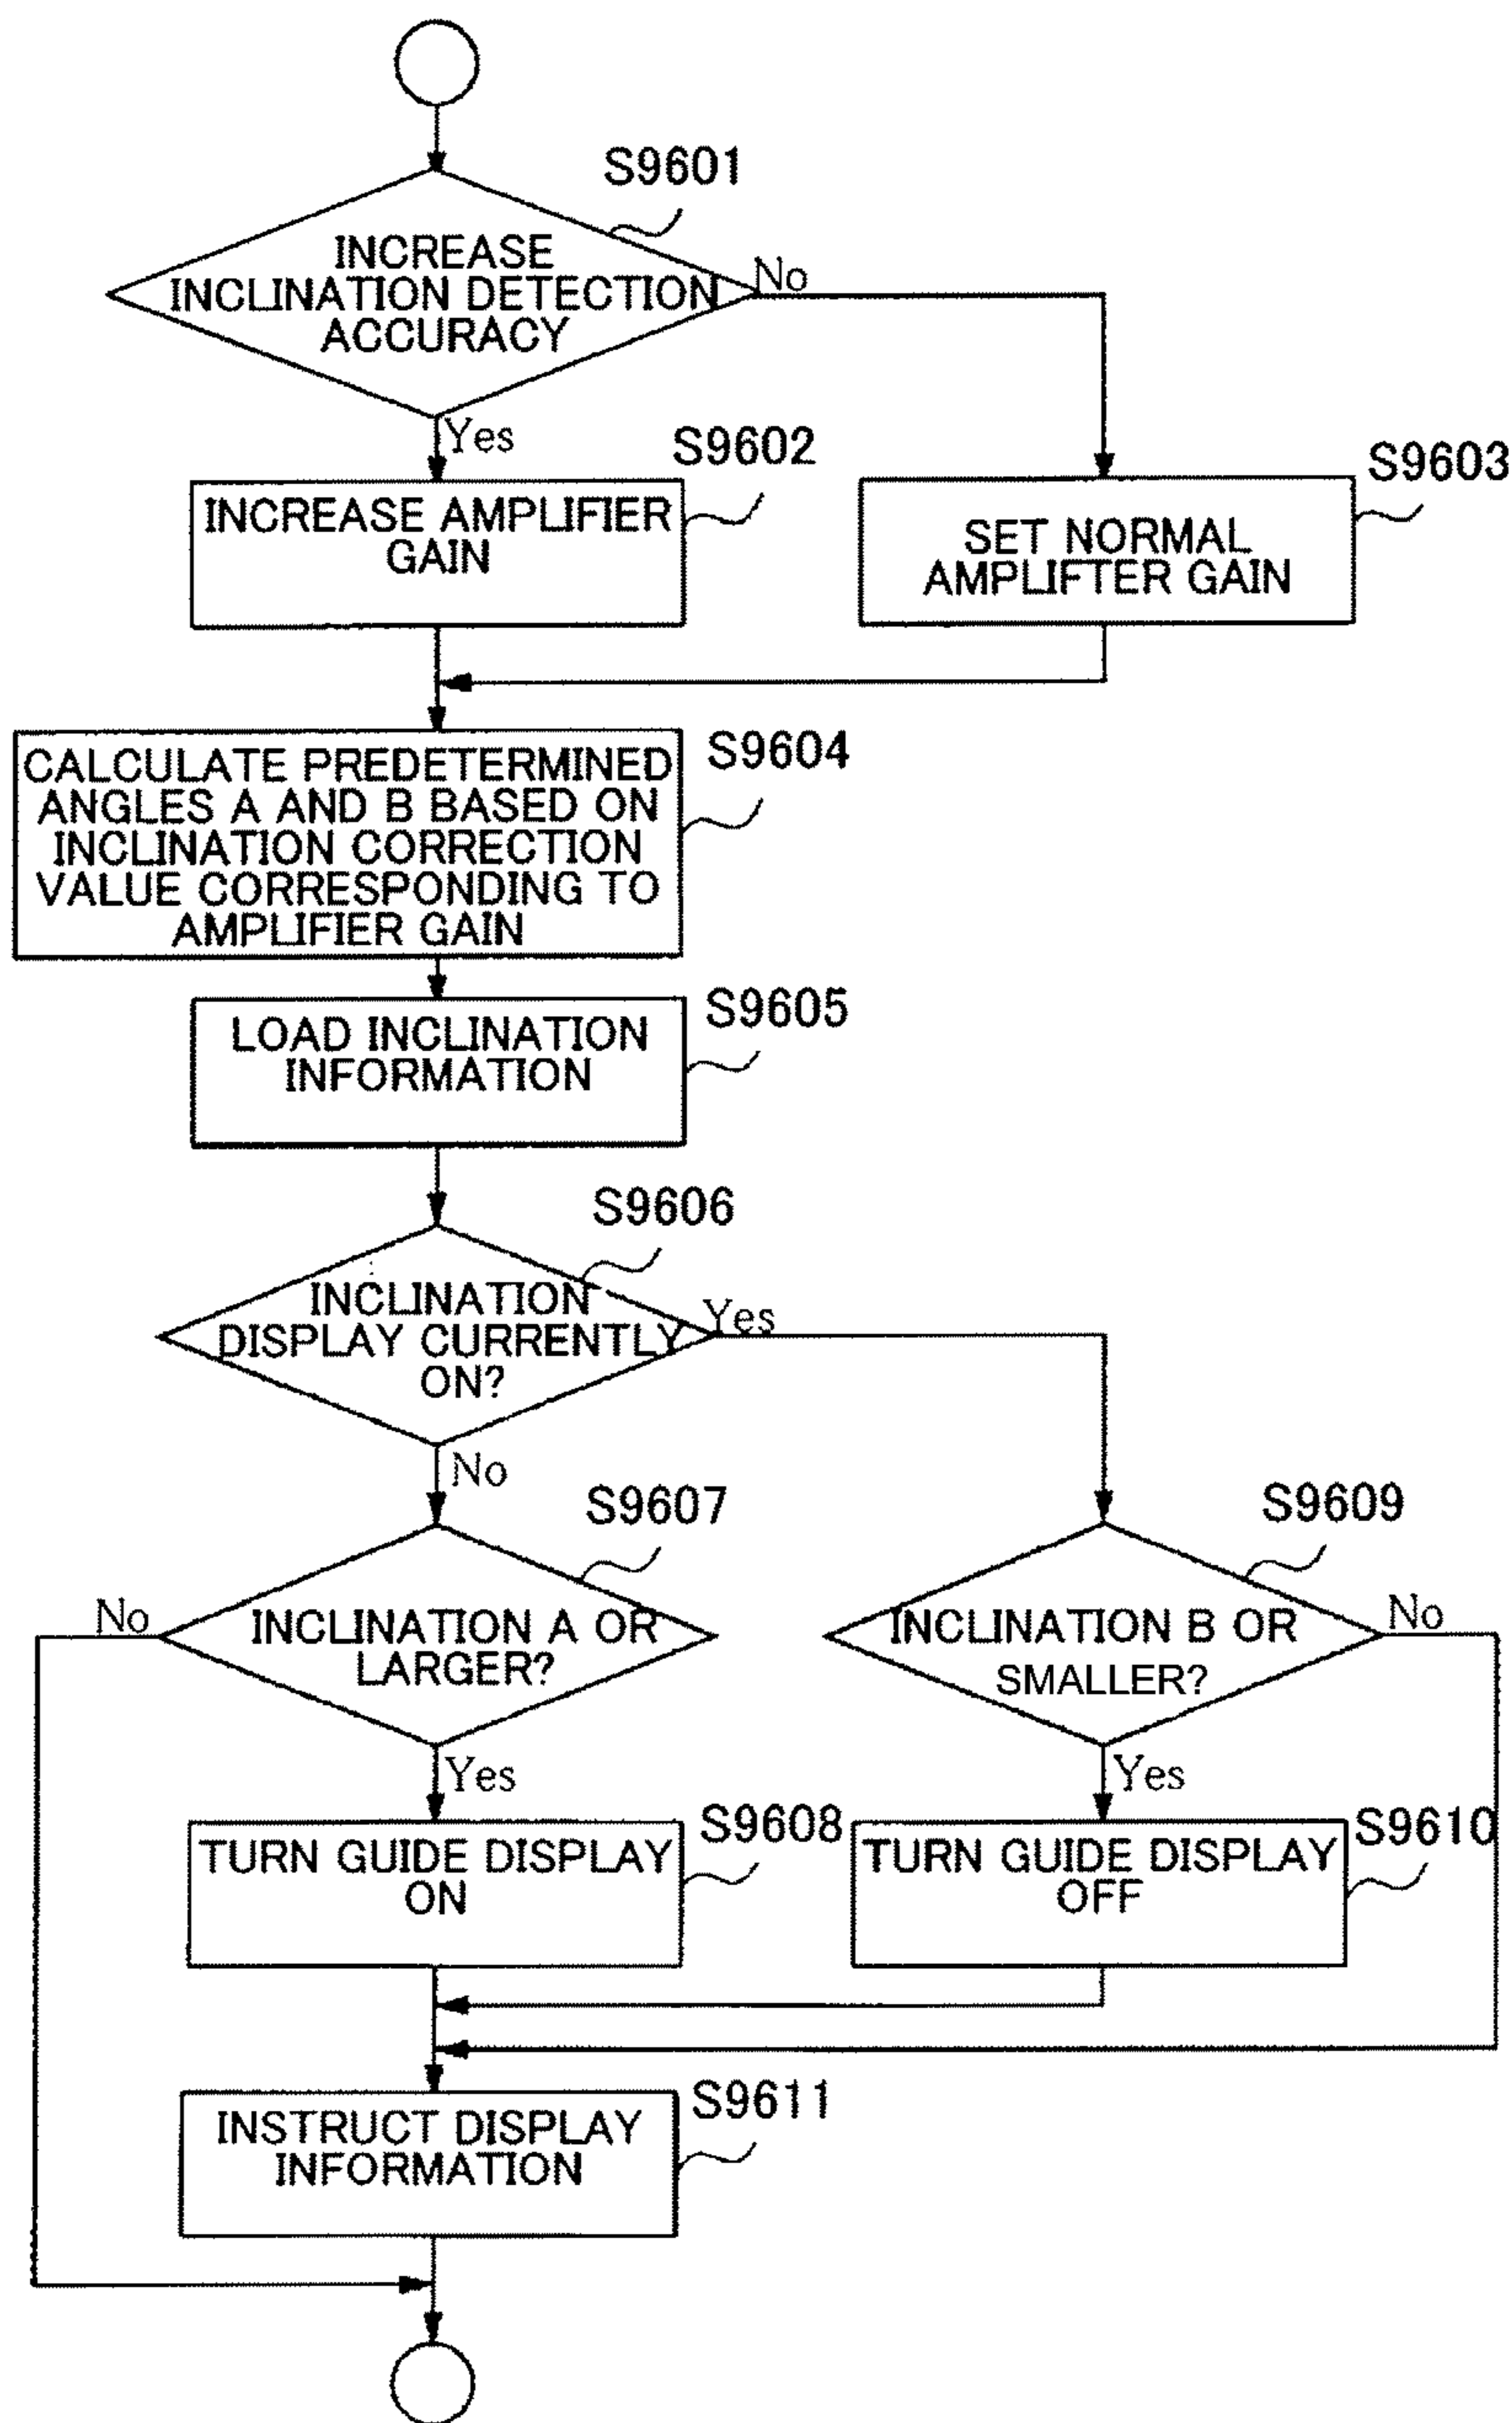 S9601
INCREASE
INCLINATION DETECTION
ACCURACY
No
Yes
S9602
INCREASE AMPLIFIER
GAIN
S9603
SET NORMAL
AMPLIFTER GAIN
S9604
CALCULATE PREDETERMINED
ANGLES A AND B BASED ON
INCLINATION CORRECTION
VALUE CORRESPONDING TO
AMPLIFIER GAIN
S9605
LOAD INCLINATION
INFORMATION
S9606
INCLINATION
DISPLAY CURRENTLY
ON?
Yes
No
S9607
INCLINATION A OR
LARGER?
No
Yes
S9609
INCLINATION B OR
SMALLER?
No
Yes
S9608
TURN GUIDE DISPLAY
ON
S9610
TURN GUIDE DISPLAY
OFF
S9611
INSTRUCT DISPLAY
INFORMATION